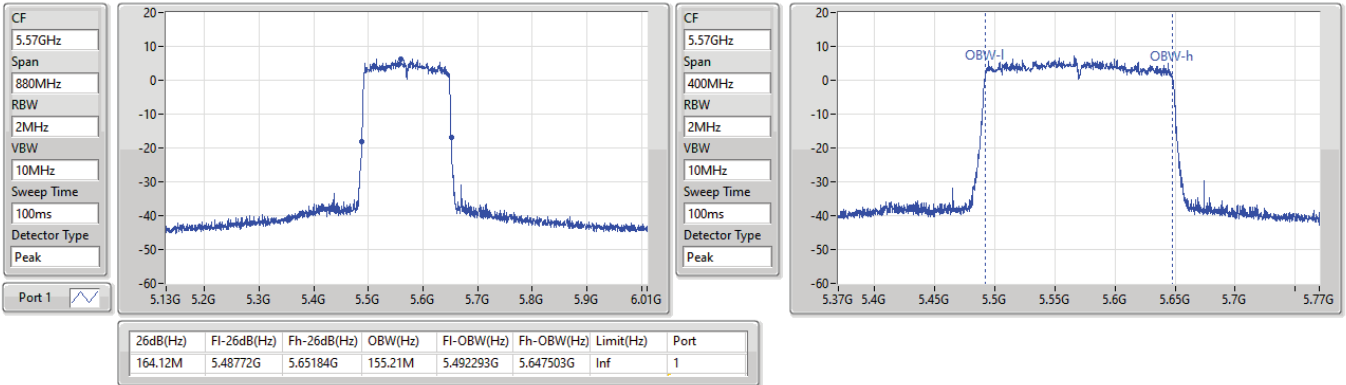 CF
5.57GHz
Span
880MHz
RBW
2MHz
VBW
10MHz
Sweep Time
100ms
Detector Type
Peak
Port 1
20
10
0
-10
-20
-30
-40
-50
-60
5.13G 5.2G 5.3G 5.4G 5.5G 5.6G 5.7G 5.8G 5.9G 6.01G
CF
5.57GHz
Span
400MHz
RBW
2MHz
VBW
10MHz
Sweep Time
100ms
Detector Type
Peak
20
10
0
-10
-20
-30
-40
-50
-60
OBW-l OBW-h
5.37G 5.4G 5.45G 5.5G 5.55G 5.6G 5.65G 5.7G 5.77G
26dB(Hz) Fl-26dB(Hz) Fh-26dB(Hz) OBW(Hz) Fl-OBW(Hz) Fh-OBW(Hz) Limit(Hz) Port
164.12M 5.48772G 5.65184G 155.21M 5.492293G 5.647503G Inf 1